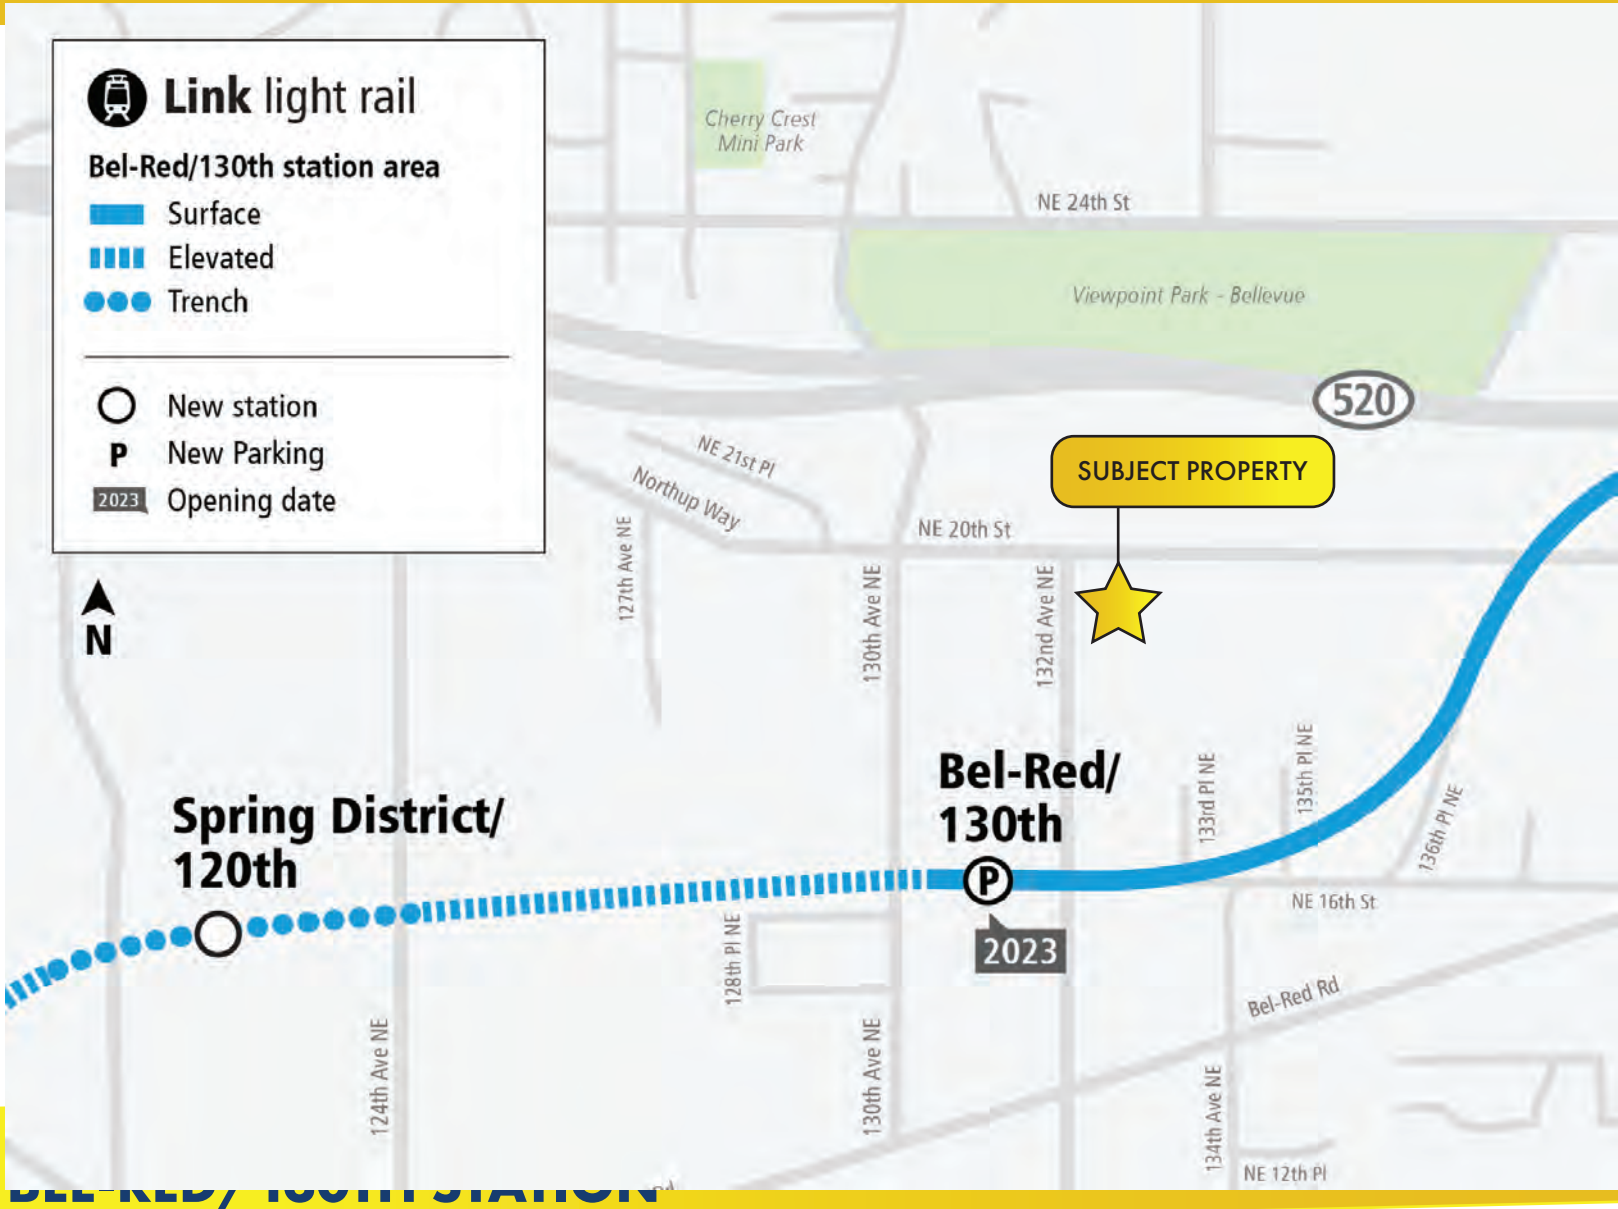 Link light rail
Bel-Red/130th station area
Surface
Elevated
Trench
New station
P New Parking
2023 Opening date
N
Cherry Crest
Mini Park
NE 24th St
Viewpoint Park - Bellevue
520
SUBJECT PROPERTY
NE 21st Pl
Northup Way
NE 20th St
127th Ave NE
130th Ave NE
132nd Ave NE
Bel-Red/
130th
P
2023
Spring District/
120th
133rd Pl NE
135th Pl NE
136th Pl NE
NE 16th St
128th Pl NE
Bel-Red Rd
124th Ave NE
130th Ave NE
134th Ave NE
NE 12th Pl
STATION